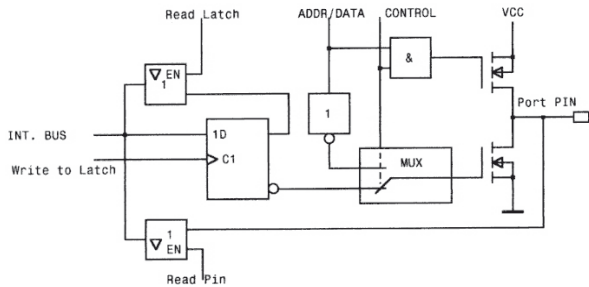 Read Latch
ADDR/DATA
CONTROL
VCC
EN
1
&
Port PIN
1
INT. BUS
1D
C1
MUX
Write to Latch
1
EN
Read Pin